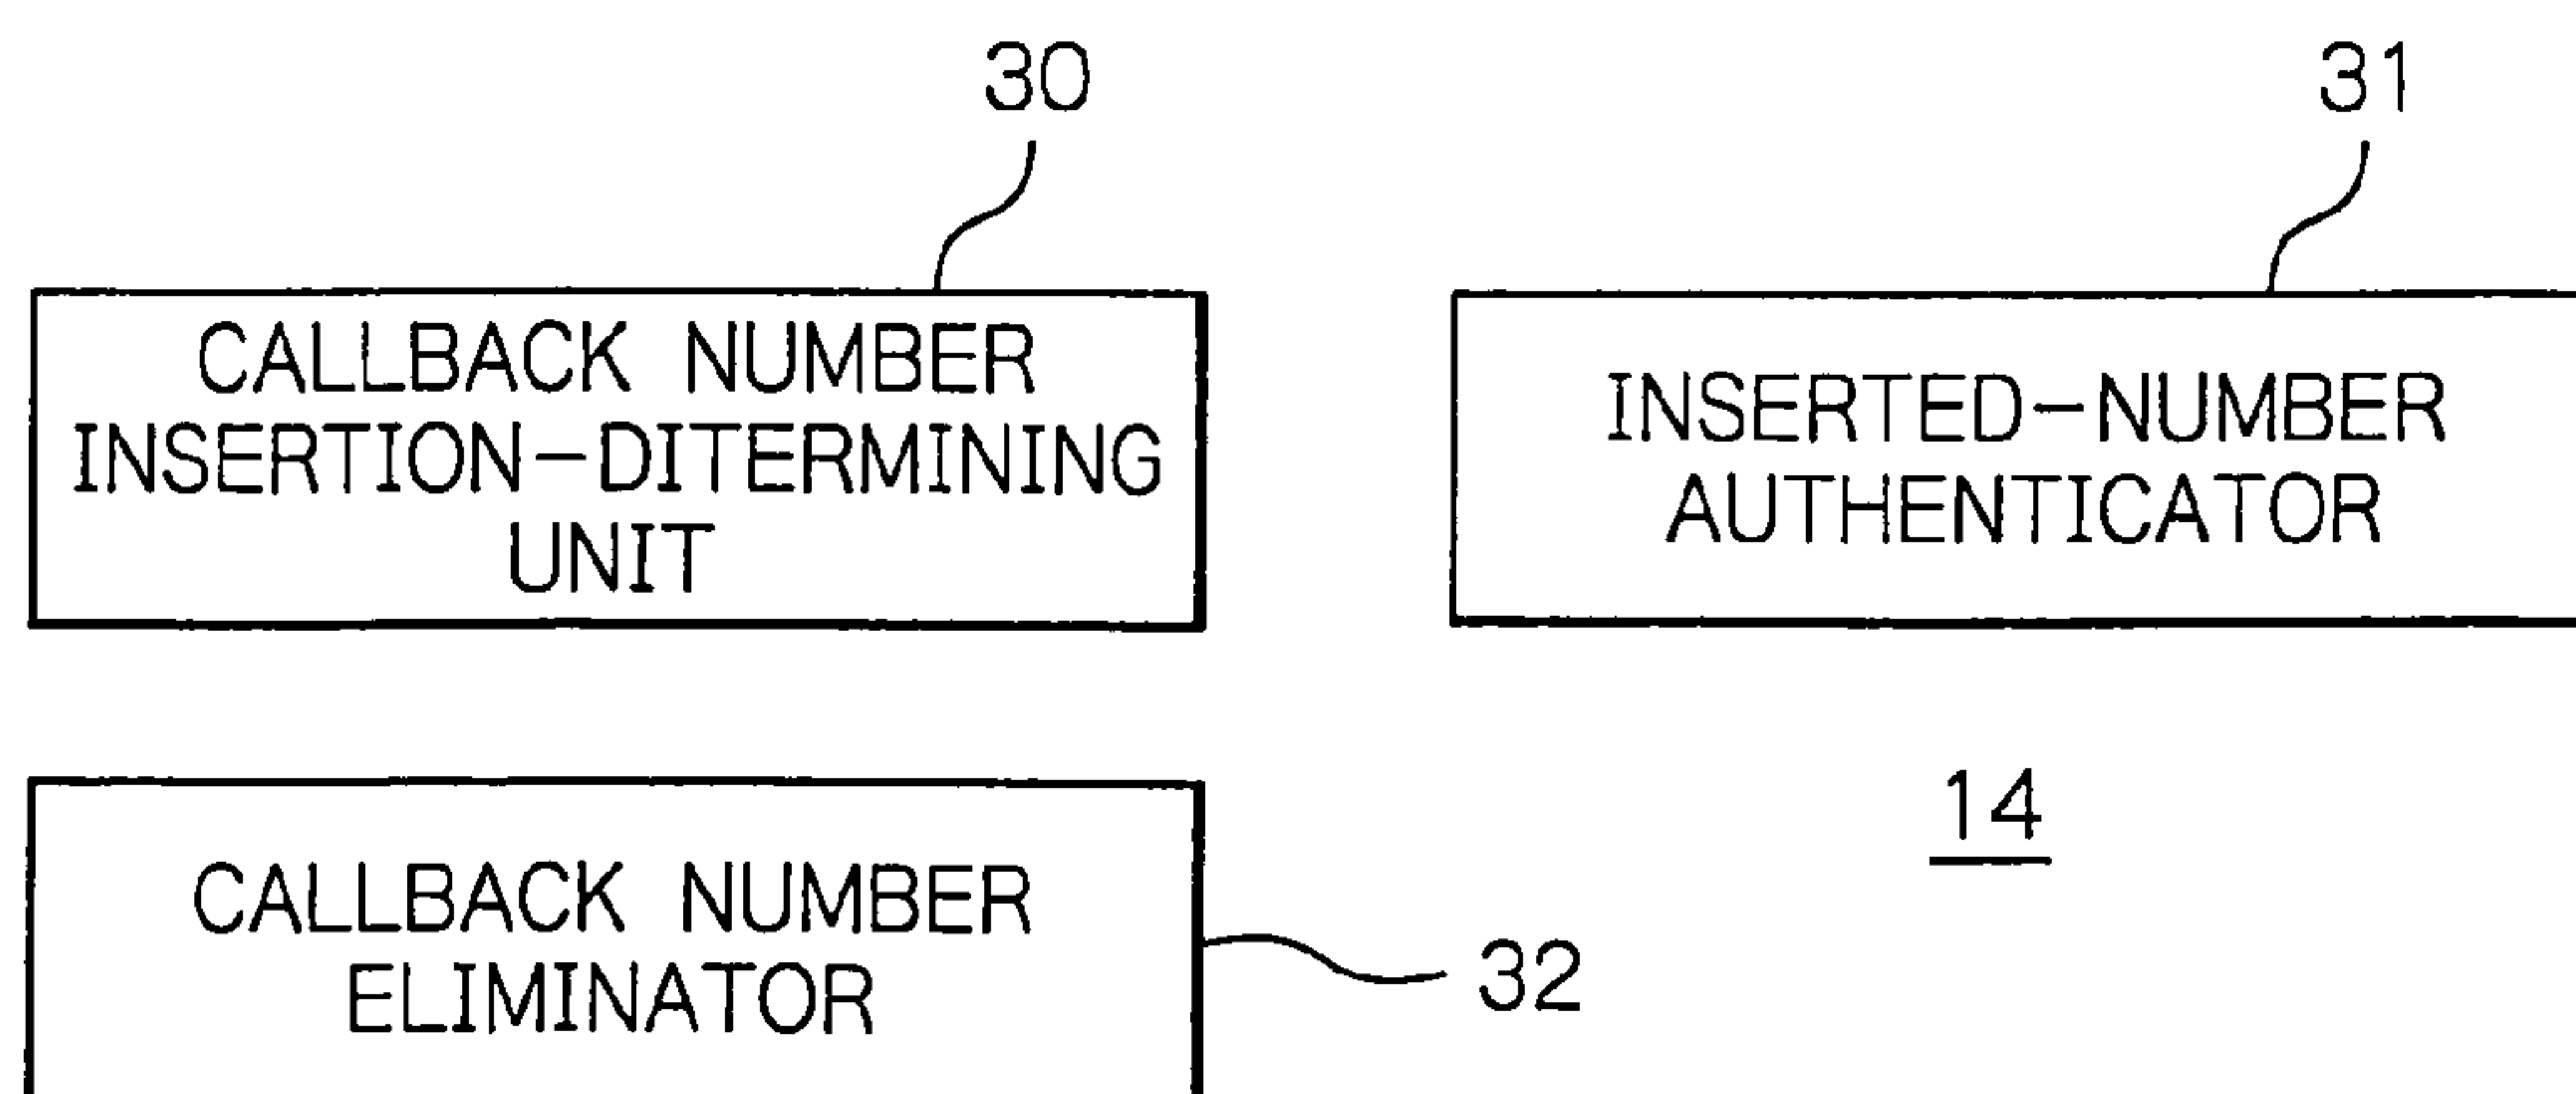 30
31
CALLBACK NUMBER
INSERTION-DITERMINING
UNIT
INSERTED-NUMBER
AUTHENTICATOR
14
CALLBACK NUMBER
ELIMINATOR
32